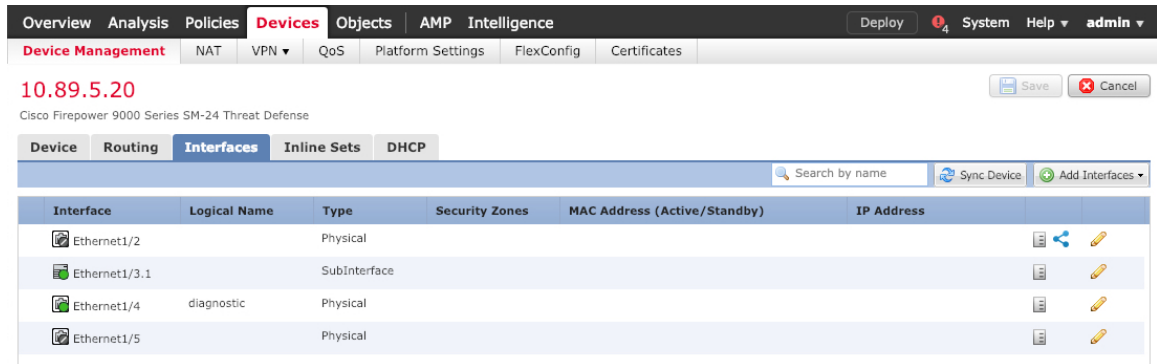 Overview Analysis Policies Devices Objects AMP Intelligence Deploy 4 System Help admin
Device Management NAT VPN QoS Platform Settings FlexConfig Certificates
10.89.5.20 Save Cancel
Cisco Firepower 9000 Series SM-24 Threat Defense
Device Routing Interfaces Inline Sets DHCP
Search by name Sync Device Add Interfaces
Interface Logical Name Type Security Zones MAC Address (Active/Standby) IP Address
Ethernet1/2 Physical
Ethernet1/3.1 SubInterface
Ethernet1/4 diagnostic Physical
Ethernet1/5 Physical